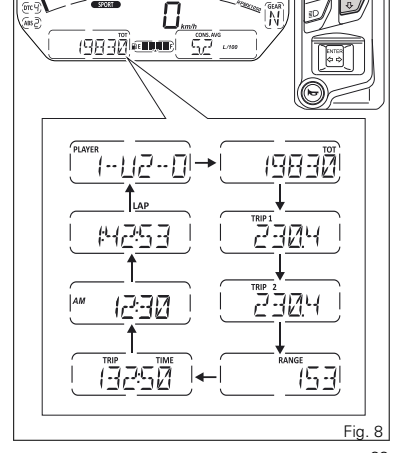 DTC 4
SPORT
GEAR
N
ABS 3
0 km/h
TOT
19830
E F
CONS. AVG
5.2 L/100
ENTER
PLAYER
1-U2-0
TOT
19830
LAP
1:42:53
TRIP 1
230.4
AM
12:30
TRIP 2
230.4
TRIP TIME
132:50
RANGE
153
Fig. 8